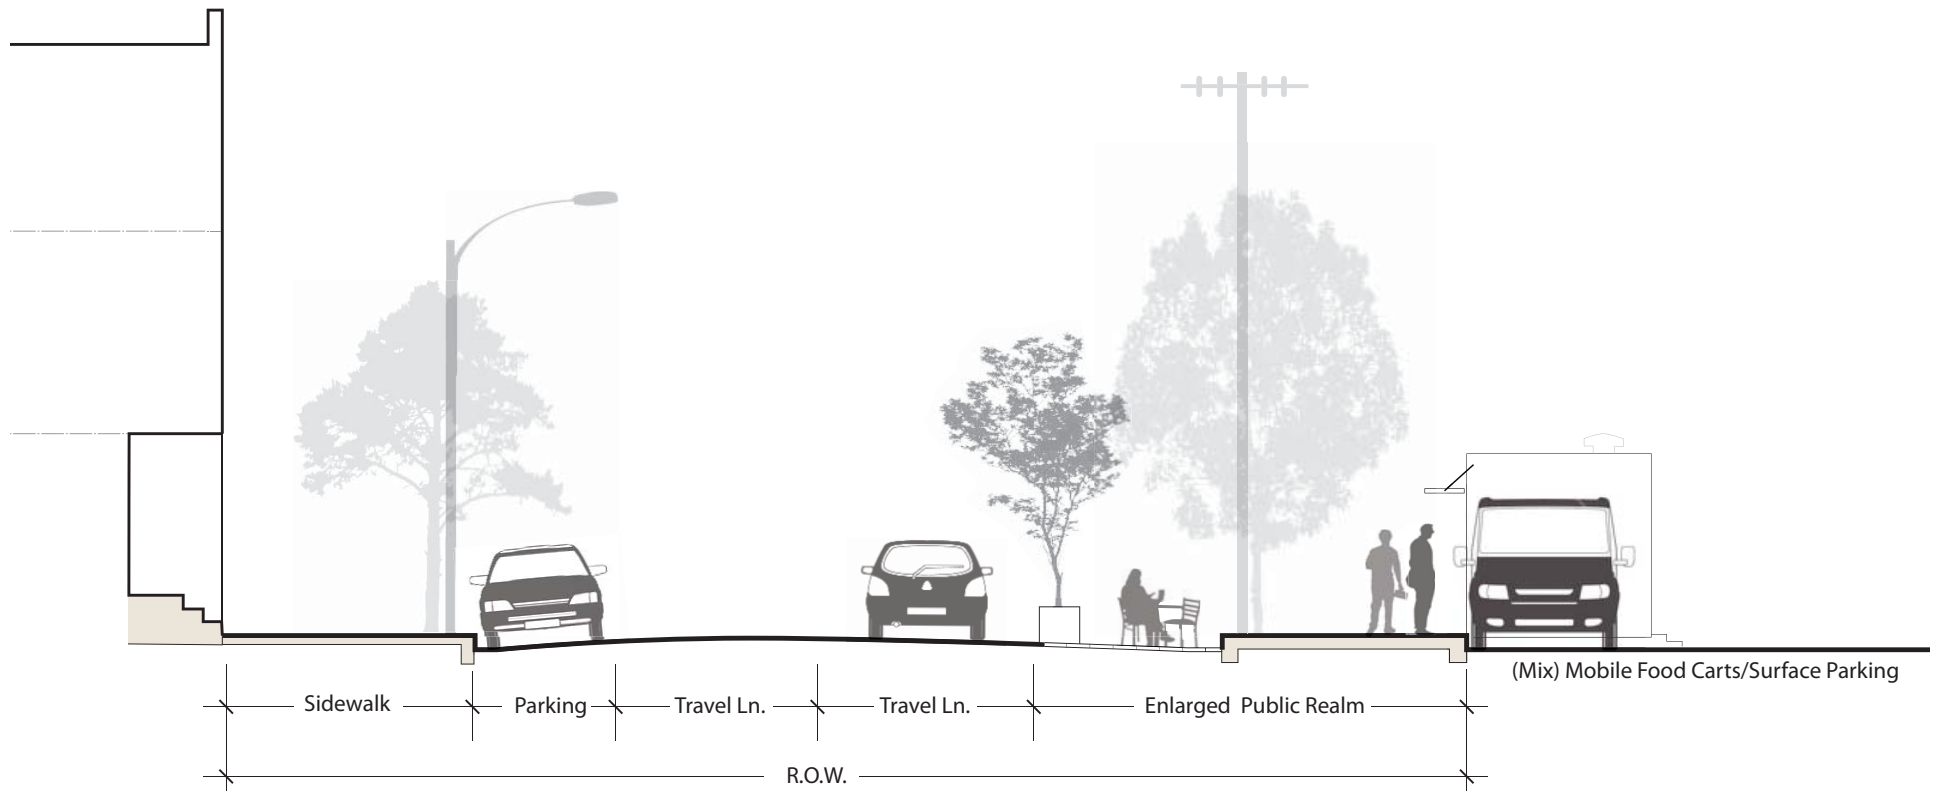 (Mix) Mobile Food Carts/Surface Parking
Sidewalk
Parking
Travel Ln.
Travel Ln.
Enlarged Public Realm
R.O.W.